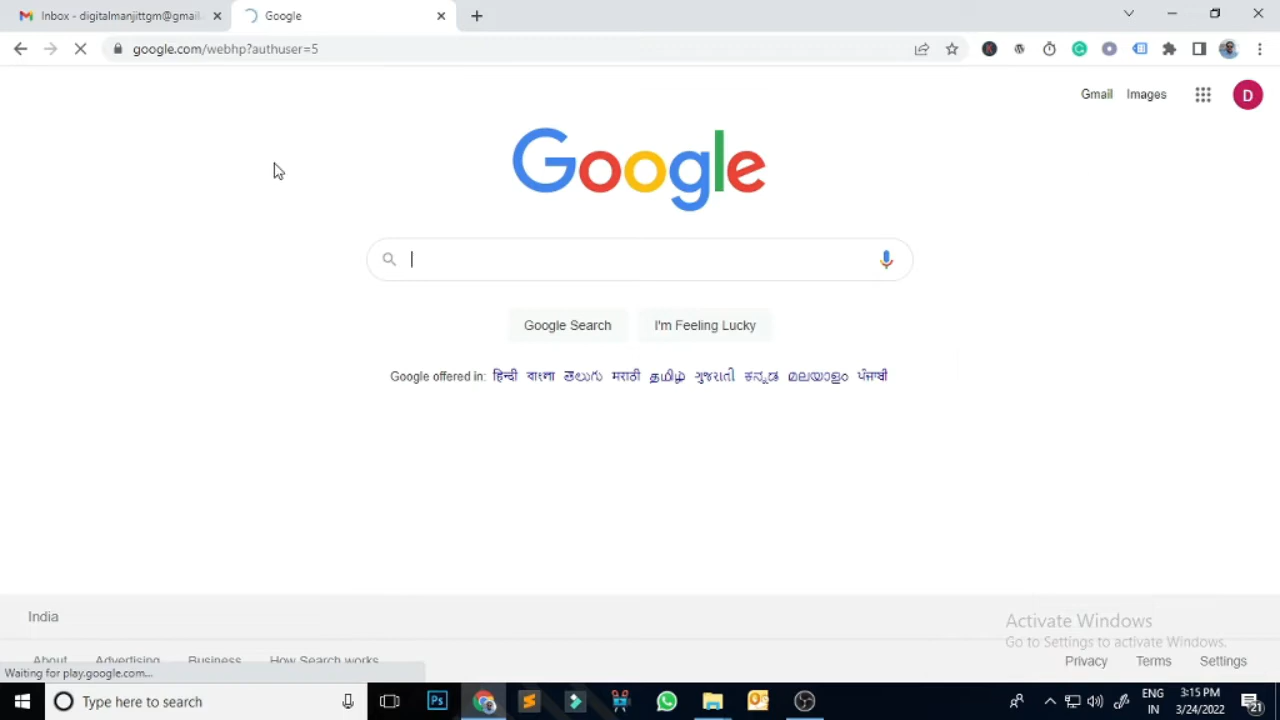 Inbox - digitalmanjittgm@gmail.
Google
google.com/webhp?authuser=5
Gmail Images
D
Google
Google Search I'm Feeling Lucky
Google offered in: हिन्दी বাংলা తెలుగు मराठी தமிழ் ગુજરાતી ಕನ್ನಡ മലയാളം ਪੰਜਾਬੀ
India
Activate Windows
Go to Settings to activate Windows.
About Advertising Business How Search works
Privacy Terms Settings
Waiting for play.google.com...
Type here to search
Ps
ENG
IN
3:15 PM
3/24/2022
21